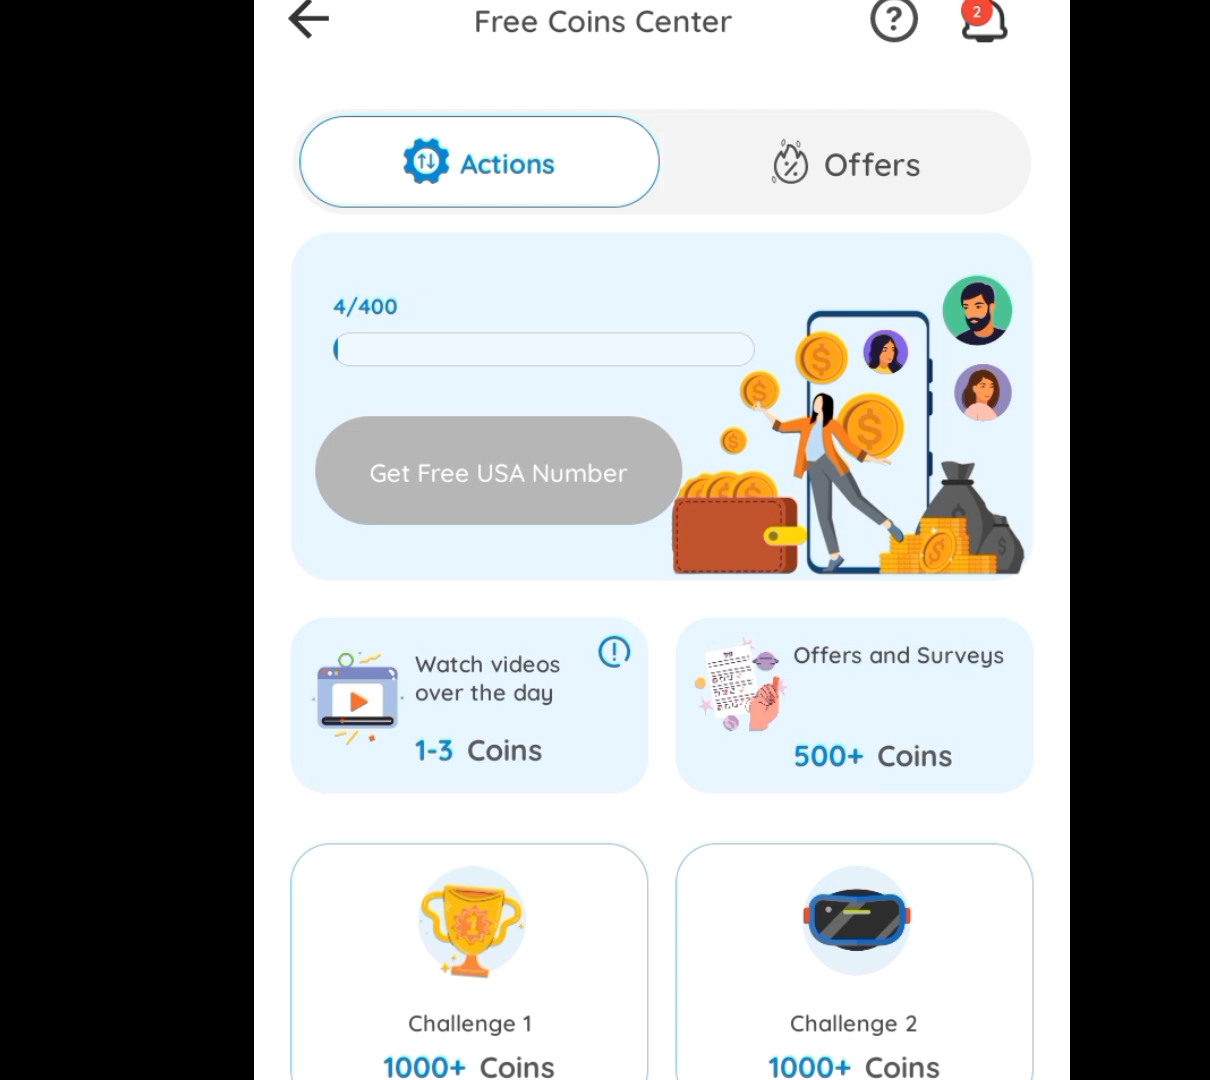 Free Coins Center
2
Actions
Offers
4/400
Get Free USA Number
Watch videos
over the day
1-3 Coins
Offers and Surveys
500+ Coins
Challenge 1
1000+ Coins
Challenge 2
1000+ Coins